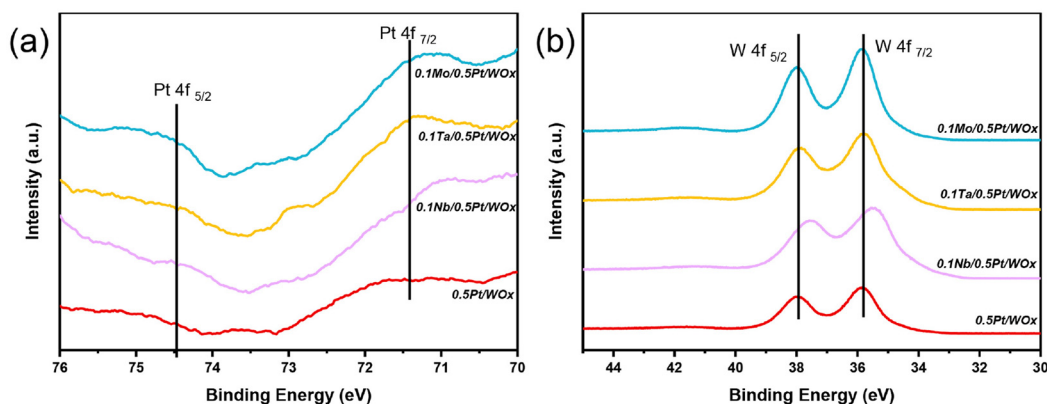 (a)
Pt 4f 7/2
Pt 4f 5/2
0.1Mo/0.5Pt/WOx
0.1Ta/0.5Pt/WOx
0.1Nb/0.5Pt/WOx
0.5Pt/WOx
Intensity (a.u.)
76 75 74 73 72 71 70
Binding Energy (eV)
(b)
W 4f 5/2
W 4f 7/2
0.1Mo/0.5Pt/WOx
0.1Ta/0.5Pt/WOx
0.1Nb/0.5Pt/WOx
0.5Pt/WOx
Intensity (a.u.)
44 42 40 38 36 34 32 30
Binding Energy (eV)